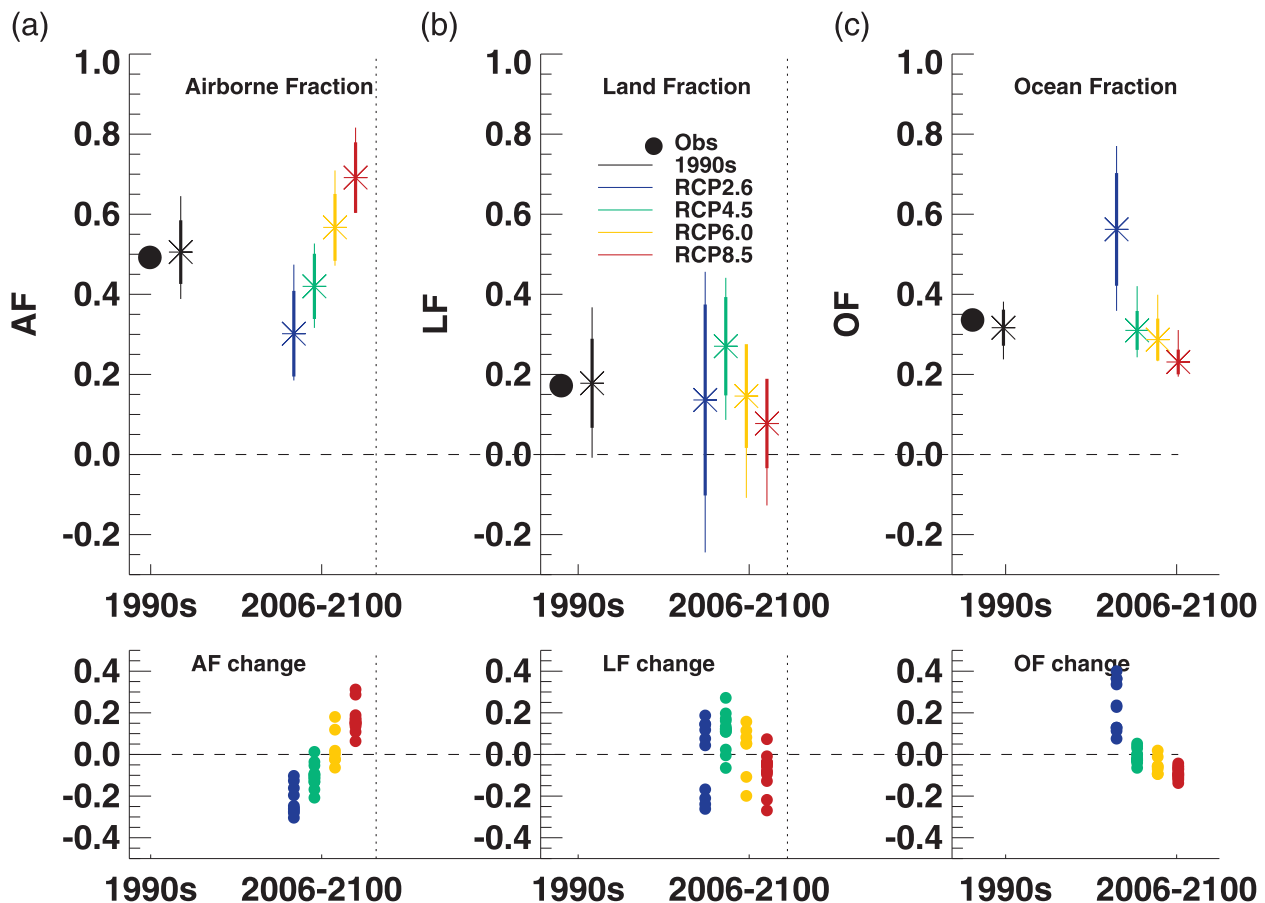 (a)
(b)
(c)
Airborne Fraction
Land Fraction
Ocean Fraction
1.0
0.8
0.6
0.4
0.2
0.0
-0.2
AF
1990s
2006-2100
1.0
0.8
0.6
0.4
0.2
0.0
-0.2
LF
Obs
1990s
RCP2.6
RCP4.5
RCP6.0
RCP8.5
1990s
2006-2100
1.0
0.8
0.6
0.4
0.2
0.0
-0.2
OF
1990s
2006-2100
AF change
0.4
0.2
0.0
-0.2
-0.4
1990s
2006-2100
LF change
0.4
0.2
0.0
-0.2
-0.4
1990s
2006-2100
OF change
0.4
0.2
0.0
-0.2
-0.4
1990s
2006-2100